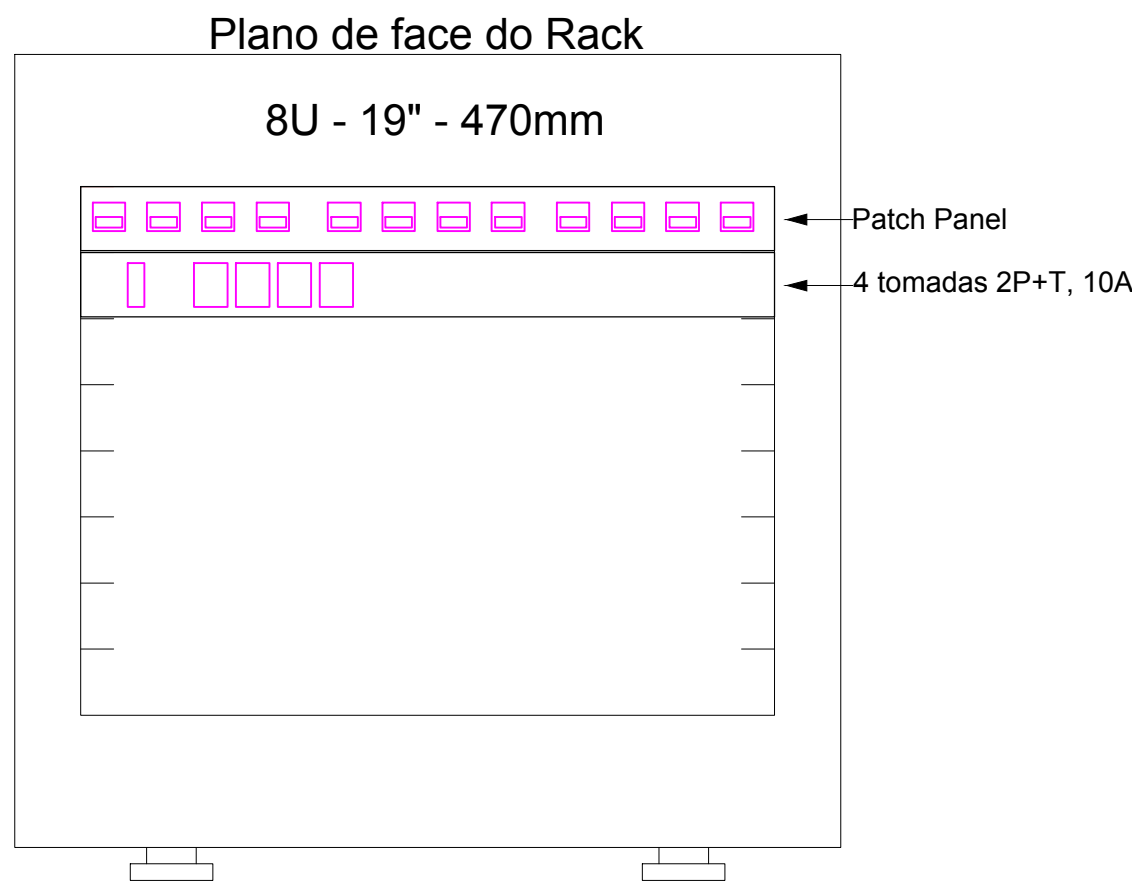 Plano de face do Rack
8U - 19" - 470mm
Patch Panel
4 tomadas 2P+T, 10A